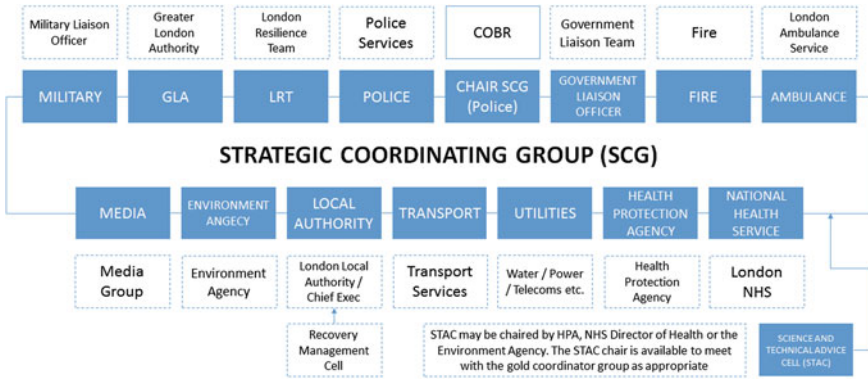 Military Liaison
Officer
Greater
London
Authority
London
Resilience
Team
Police
Services
COBR
Government
Liaison Team
Fire
London
Ambulance
Service
MILITARY
GLA
LRT
POLICE
CHAIR SCG
(Police)
GOVERNMENT
LIAISON
OFFICER
FIRE
AMBULANCE
STRATEGIC COORDINATING GROUP (SCG)
MEDIA
ENVIRONMENT
ANGECY
LOCAL
AUTHORITY
TRANSPORT
UTILITIES
HEALTH
PROTECTION
AGENCY
NATIONAL
HEALTH
SERVICE
Media
Group
Environment
Agency
London Local
Authority /
Chief Exec
Transport
Services
Water / Power
/ Telecoms etc.
Health
Protection
Agency
London
NHS
Recovery
Management
Cell
STAC may be chaired by HPA, NHS Director of Health or the
Environment Agency. The STAC chair is available to meet
with the gold coordinator group as appropriate
SCIENCE AND
TECHNICAL ADVICE
CELL (STAC)